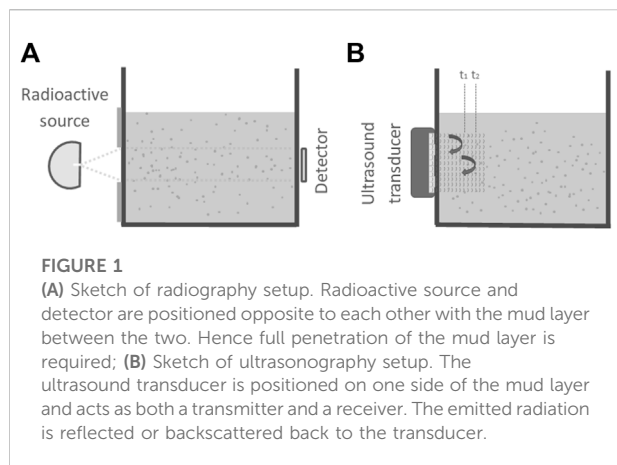 A
Radioactive
source
Detector
B
t₁ t₂
Ultrasound
transducer
FIGURE 1
(A) Sketch of radiography setup. Radioactive source and
detector are positioned opposite to each other with the mud layer
between the two. Hence full penetration of the mud layer is
required; (B) Sketch of ultrasonography setup. The
ultrasound transducer is positioned on one side of the mud layer
and acts as both a transmitter and a receiver. The emitted radiation
is reflected or backscattered back to the transducer.